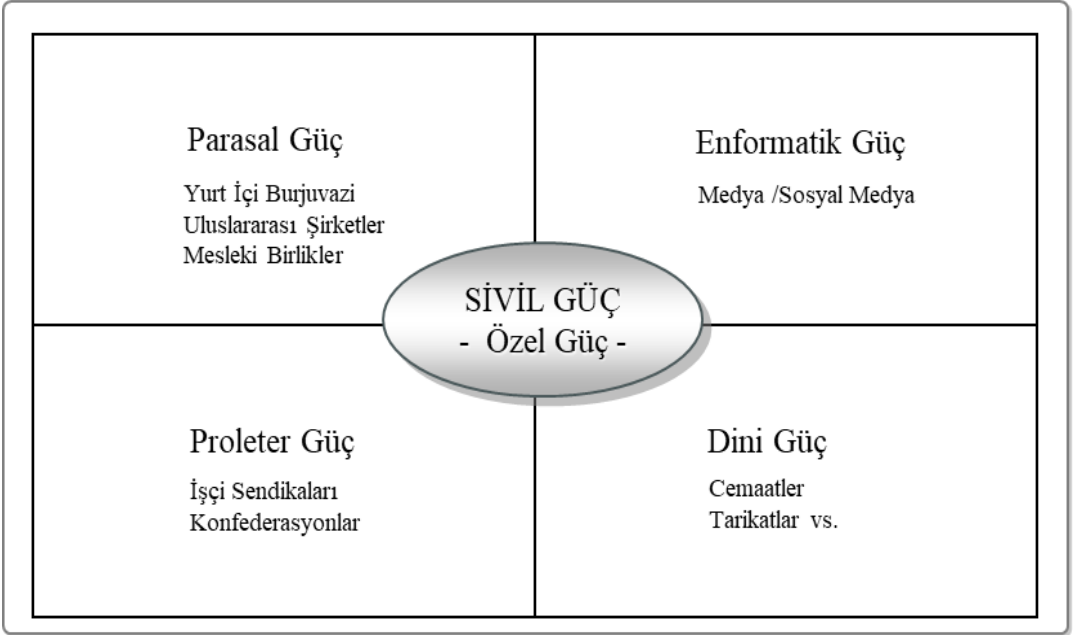 Parasal Güç
Yurt İçi Burjuvazi
Uluslararası Şirketler
Mesleki Birlikler
Enformatik Güç
Medya /Sosyal Medya
SİVİL GÜÇ
- Özel Güç -
Proleter Güç
İşçi Sendikaları
Konfederasyonlar
Dini Güç
Cemaatler
Tarikatlar vs.